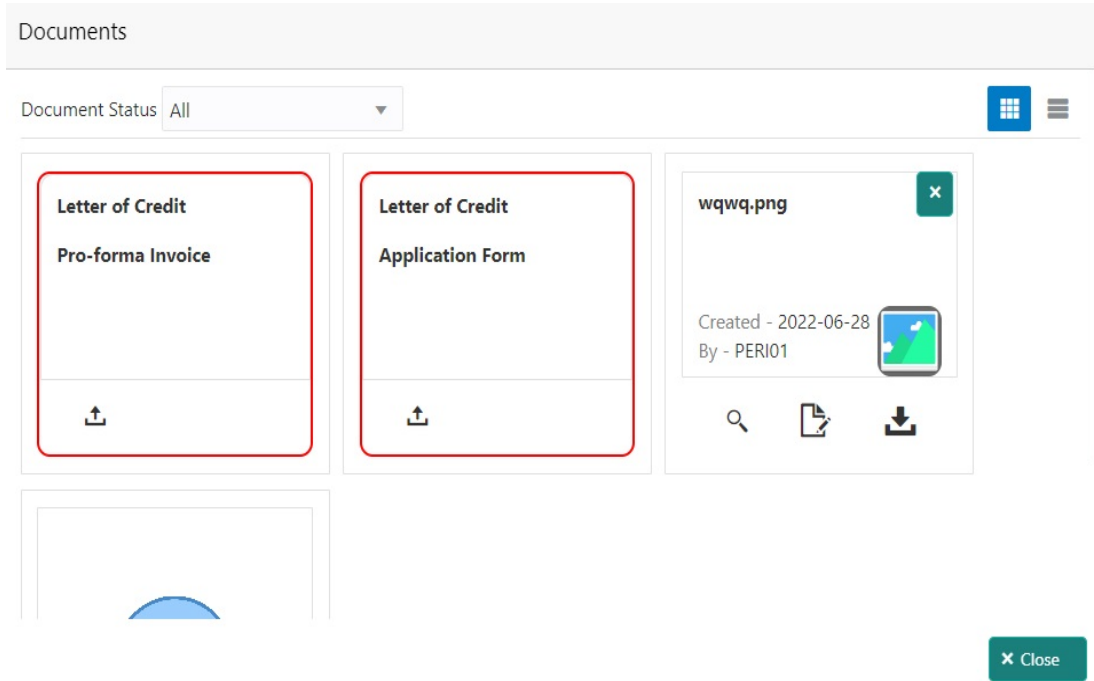 Documents
Document Status All
Letter of Credit
Pro-forma Invoice
Letter of Credit
Application Form
wqwq.png
Created - 2022-06-28
By - PERI01
Close